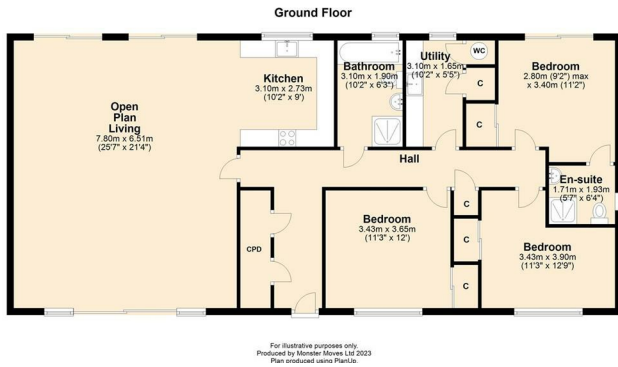 Ground Floor
Open
Plan
Living
7.80m x 6.51m
(25'7" x 21'4")
Kitchen
3.10m x 2.73m
(10'2" x 9')
Bathroom
3.10m x 1.90m
(10'2" x 6'3")
Utility
3.10m x 1.65m
(10'2" x 5'5")
WC
C
C
Bedroom
2.80m (9'2") max
x 3.40m (11'2")
Hall
En-suite
1.71m x 1.93m
(5'7" x 6'4")
CPD
Bedroom
3.43m x 3.65m
(11'3" x 12')
C
C
C
Bedroom
3.43m x 3.90m
(11'3" x 12'9")
For illustrative purposes only.
Produced by Monster Moves Ltd 2023
Plan produced using PlanUp.